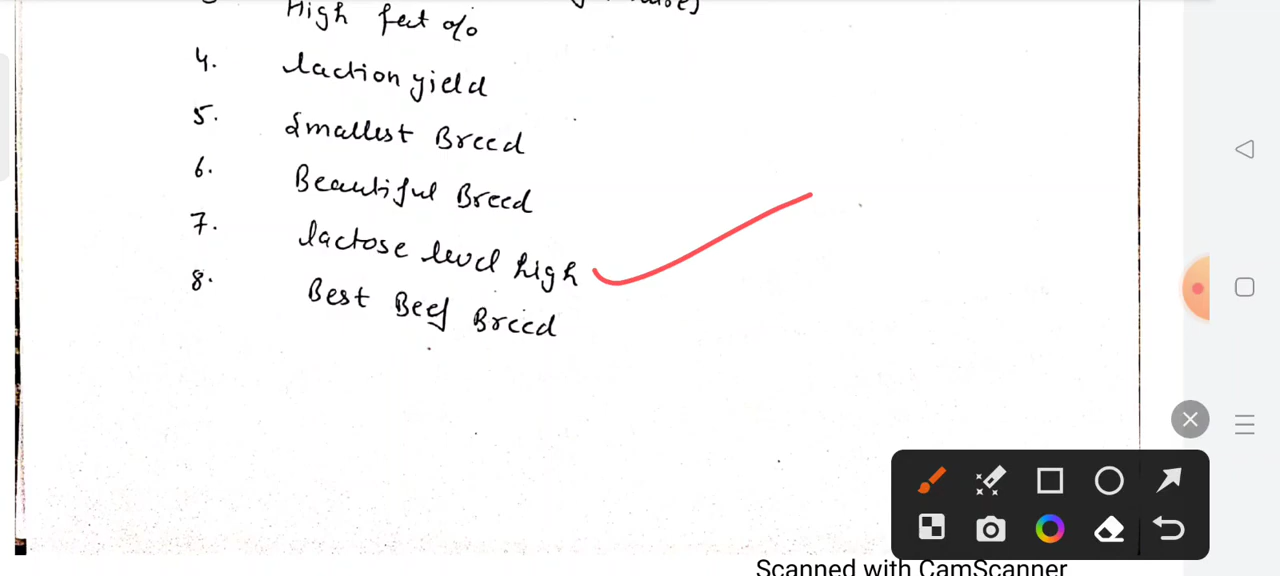 High fat %
4. laction yield
5. Smallest Breed
6. Beautiful Breed
7. lactose level high
8. Best Beef Breed
Scanned with CamScanner